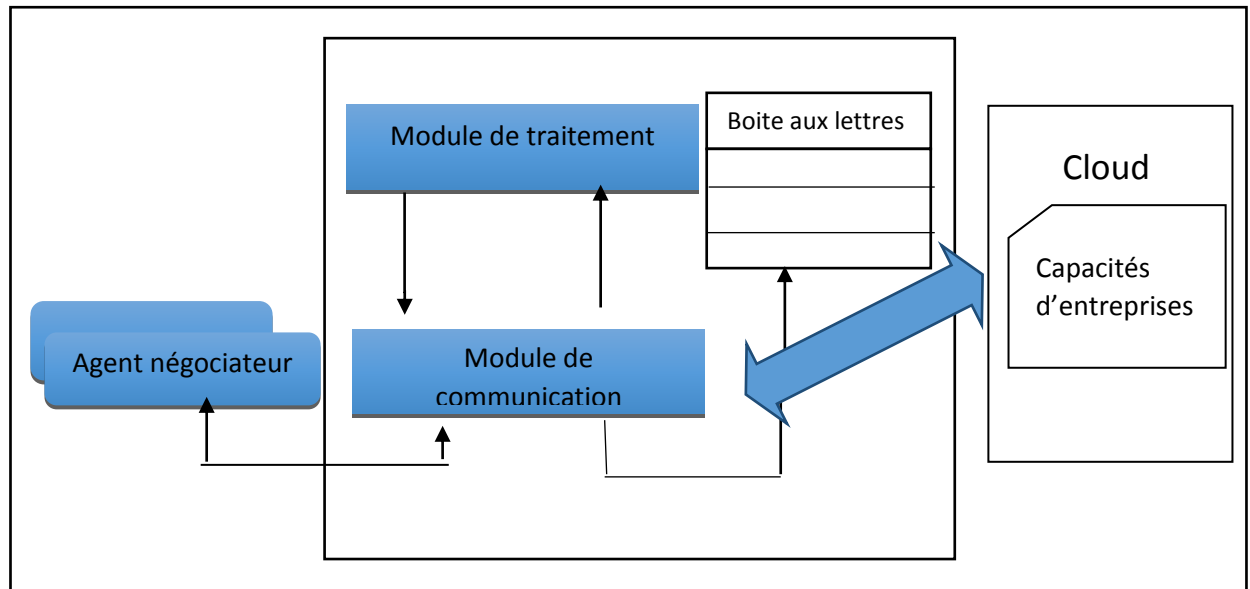 Module de traitement
Boite aux lettres
Cloud
Capacités
d’entreprises
Agent négociateur
Module de
communication